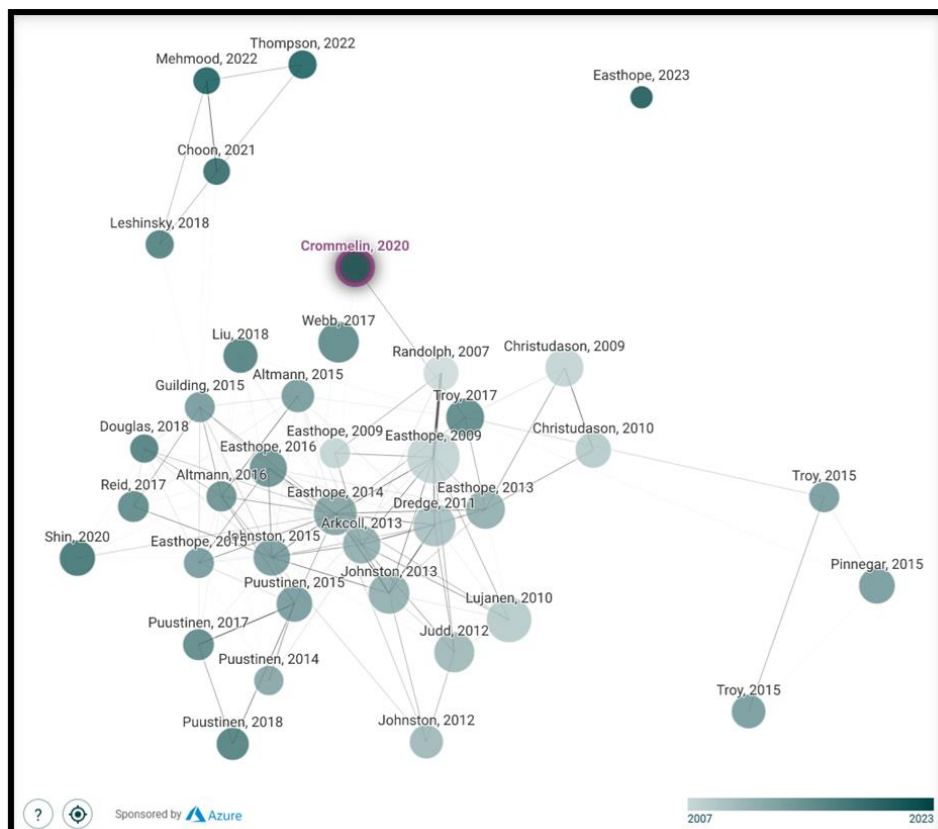 Thompson, 2022
Mehmood, 2022
Easthope, 2023
Choon, 2021
Leshinsky, 2018
Crommelin, 2020
Webb, 2017
Liu, 2018
Randolph, 2007
Christudason, 2009
Altmann, 2015
Guilding, 2015
Troy, 2017
Douglas, 2018
Easthope, 2009
Easthope, 2009
Christudason, 2010
Easthope, 2016
Altmann, 2016
Troy, 2015
Reid, 2017
Easthope, 2014
Easthope, 2013
Dredge, 2011
Arkcoll, 2013
Shin, 2020
Easthope, 2015
Johnston, 2015
Pinnegar, 2015
Johnston, 2013
Puustinen, 2015
Lujanen, 2010
Puustinen, 2017
Judd, 2012
Puustinen, 2014
Troy, 2015
Puustinen, 2018
Johnston, 2012
? Sponsored by Azure
2007 2023